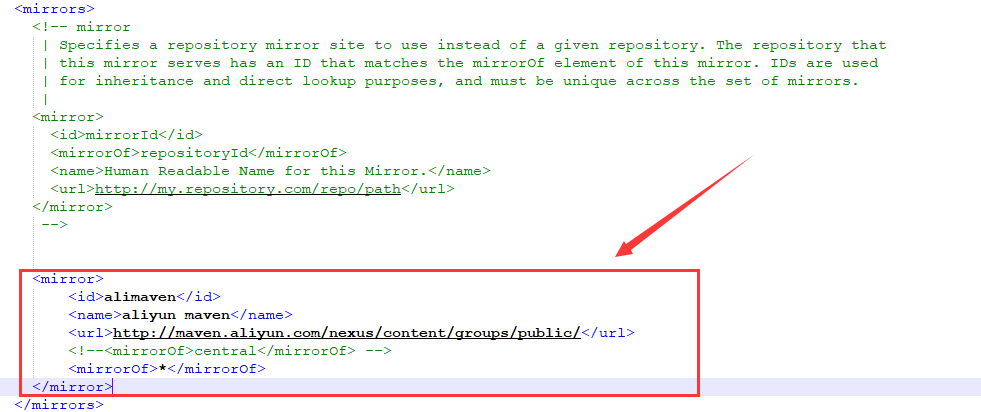 <mirrors>
<!-- mirror
| Specifies a repository mirror site to use instead of a given repository. The repository that
| this mirror serves has an ID that matches the mirrorOf element of this mirror. IDs are used
| for inheritance and direct lookup purposes, and must be unique across the set of mirrors.
|
<mirror>
<id>mirrorId</id>
<mirrorOf>repositoryId</mirrorOf>
<name>Human Readable Name for this Mirror.</name>
<url>http://my.repository.com/repo/path</url>
</mirror>
-->
<mirror>
<id>alimaven</id>
<name>aliyun maven</name>
<url>http://maven.aliyun.com/nexus/content/groups/public/</url>
<!--<mirrorOf>central</mirrorOf> -->
<mirrorOf>*</mirrorOf>
</mirror>
</mirrors>